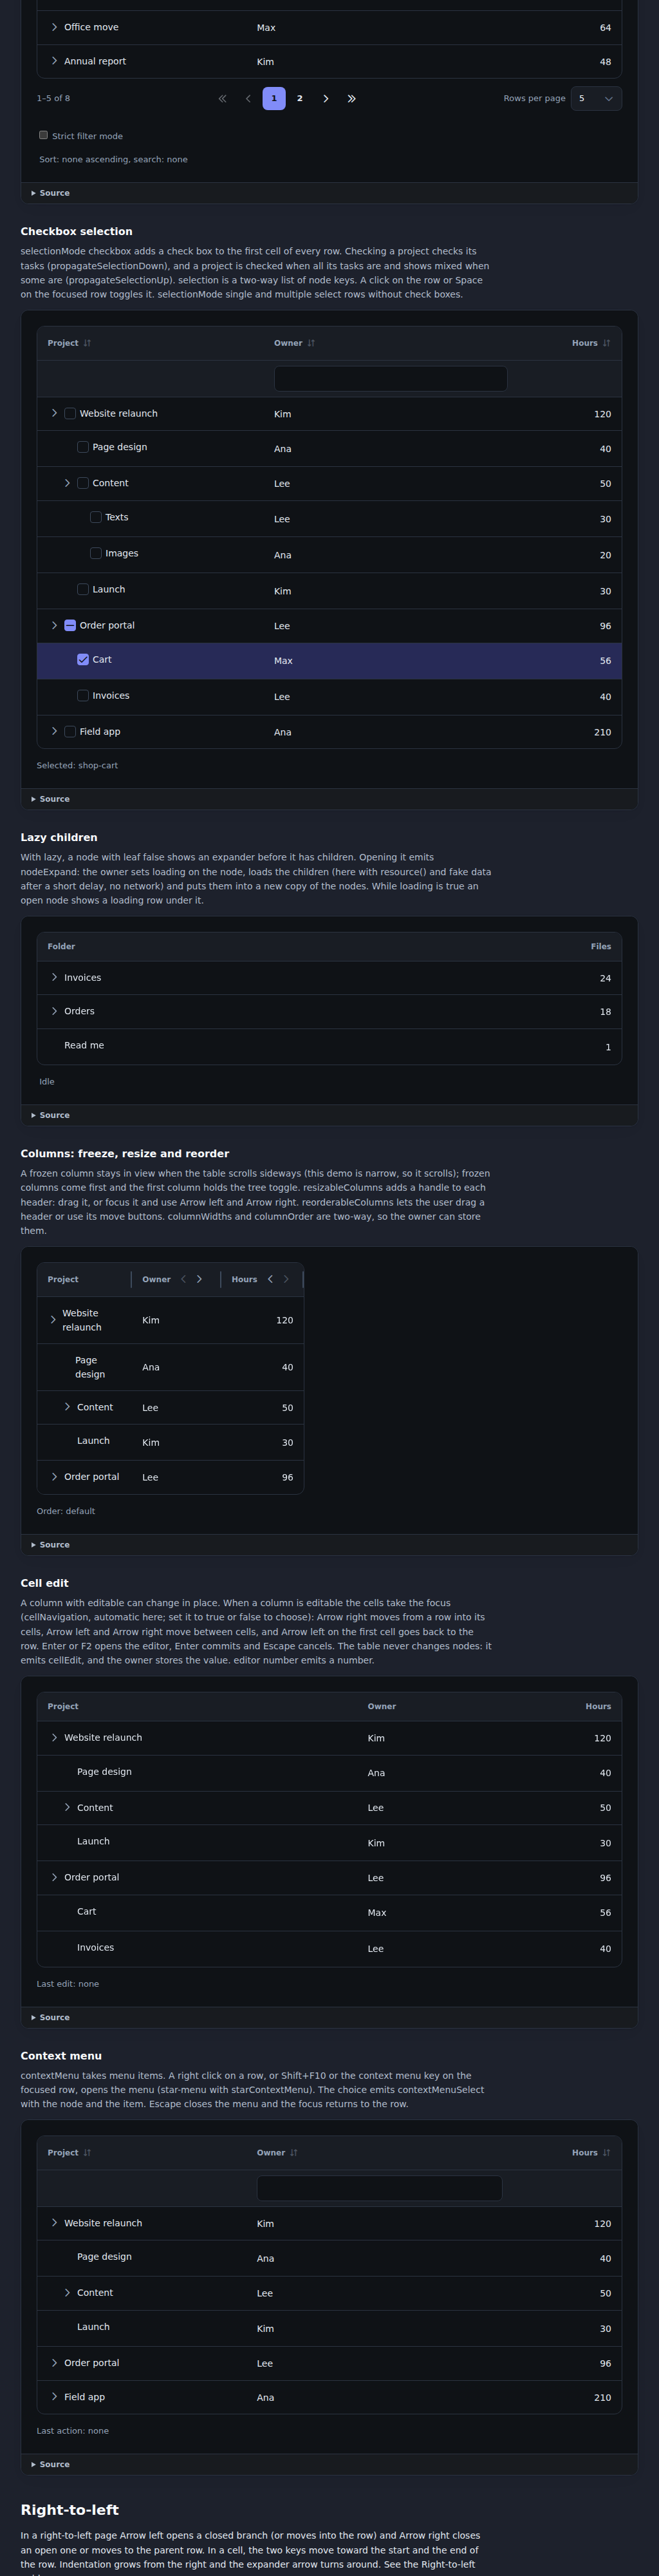 Office move Max 64
Annual report Kim 48
1–5 of 8 1 2 Rows per page 5
Strict filter mode
Sort: none ascending, search: none
Source
Checkbox selection
selectionMode checkbox adds a check box to the first cell of every row. Checking a project checks its
tasks (propagateSelectionDown), and a project is checked when all its tasks are and shows mixed when
some are (propagateSelectionUp). selection is a two-way list of node keys. A click on the row or Space
on the focused row toggles it. selectionMode single and multiple select rows without check boxes.
Project Owner Hours
Website relaunch Kim 120
Page design Ana 40
Content Lee 50
Texts Lee 30
Images Ana 20
Launch Kim 30
Order portal Lee 96
Cart Max 56
Invoices Lee 40
Field app Ana 210
Selected: shop-cart
Source
Lazy children
With lazy, a node with leaf false shows an expander before it has children. Opening it emits
nodeExpand: the owner sets loading on the node, loads the children (here with resource() and fake data
after a short delay, no network) and puts them into a new copy of the nodes. While loading is true an
open node shows a loading row under it.
Folder Files
Invoices 24
Orders 18
Read me 1
Idle
Source
Columns: freeze, resize and reorder
A frozen column stays in view when the table scrolls sideways (this demo is narrow, so it scrolls); frozen
columns come first and the first column holds the tree toggle. resizableColumns adds a handle to each
header: drag it, or focus it and use Arrow left and Arrow right. reorderableColumns lets the user drag a
header or use its move buttons. columnWidths and columnOrder are two-way, so the owner can store
them.
Project Owner Hours
Website
relaunch Kim 120
Page
design Ana 40
Content Lee 50
Launch Kim 30
Order portal Lee 96
Order: default
Source
Cell edit
A column with editable can change in place. When a column is editable the cells take the focus
(cellNavigation, automatic here; set it to true or false to choose): Arrow right moves from a row into its
cells, Arrow left and Arrow right move between cells, and Arrow left on the first cell goes back to the
row. Enter or F2 opens the editor, Enter commits and Escape cancels. The table never changes nodes: it
emits cellEdit, and the owner stores the value. editor number emits a number.
Project Owner Hours
Website relaunch Kim 120
Page design Ana 40
Content Lee 50
Launch Kim 30
Order portal Lee 96
Cart Max 56
Invoices Lee 40
Last edit: none
Source
Context menu
contextMenu takes menu items. A right click on a row, or Shift+F10 or the context menu key on the
focused row, opens the menu (star-menu with starContextMenu). The choice emits contextMenuSelect
with the node and the item. Escape closes the menu and the focus returns to the row.
Project Owner Hours
Website relaunch Kim 120
Page design Ana 40
Content Lee 50
Launch Kim 30
Order portal Lee 96
Field app Ana 210
Last action: none
Source
Right-to-left
In a right-to-left page Arrow left opens a closed branch (or moves into the row) and Arrow right closes
an open one or moves to the parent row. In a cell, the two keys move toward the start and the end of
the row. Indentation grows from the right and the expander arrow turns around. See the Right-to-left